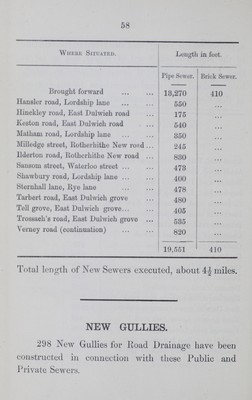 58
WHERE SITUATED. Length in feet.
Pipe Sewer. Brick Sewer.
Brought forward ... ... 13,270 410
Hansler road, Lordship lane ... ... 550 ...
Hinckley road, East Dulwich road ... 175 ...
Keston road, East Dulwich road ... 540 ...
Matham road, Lordship lane ... ... 350 ...
Milledge street, Rotherhithe New road ... 245 ...
Ilderton road, Rotherhithe New road ... 830 ...
Sansom street, Waterloo street ... ... 473 ...
Shawbury road, Lordship lane ... ... 400 ...
Sternhall lane, Rye lane ... ... 478 ...
Tarbert road, East Dulwich grove ... 480 ...
Tell grove, East Dulwich grove... ... 405 ...
Trossach's road, East Dulwich grove ... 535 ...
Verney road (continuation) ... ... 820 ...
19,551 410
Total length of New Sewers executed, about 4½ miles.
NEW GULLIES.
298 New Gullies for Road Drainage have been
constructed in connection with these Public and
Private Sewers.